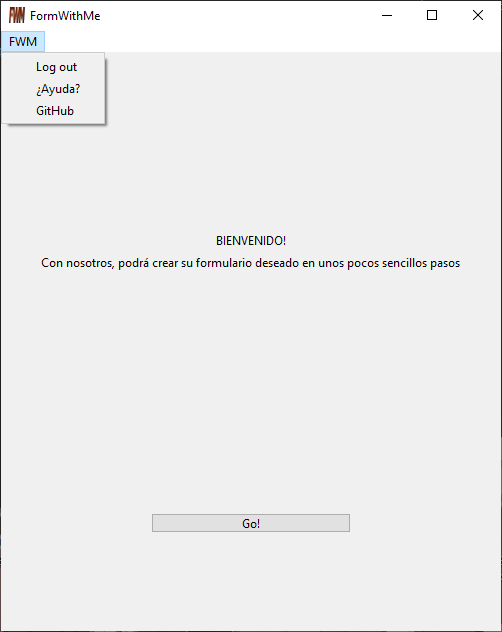 FWM FormWithMe
FWM
Log out
¿Ayuda?
GitHub
BIENVENIDO!
Con nosotros, podrá crear su formulario deseado en unos pocos sencillos pasos
Go!